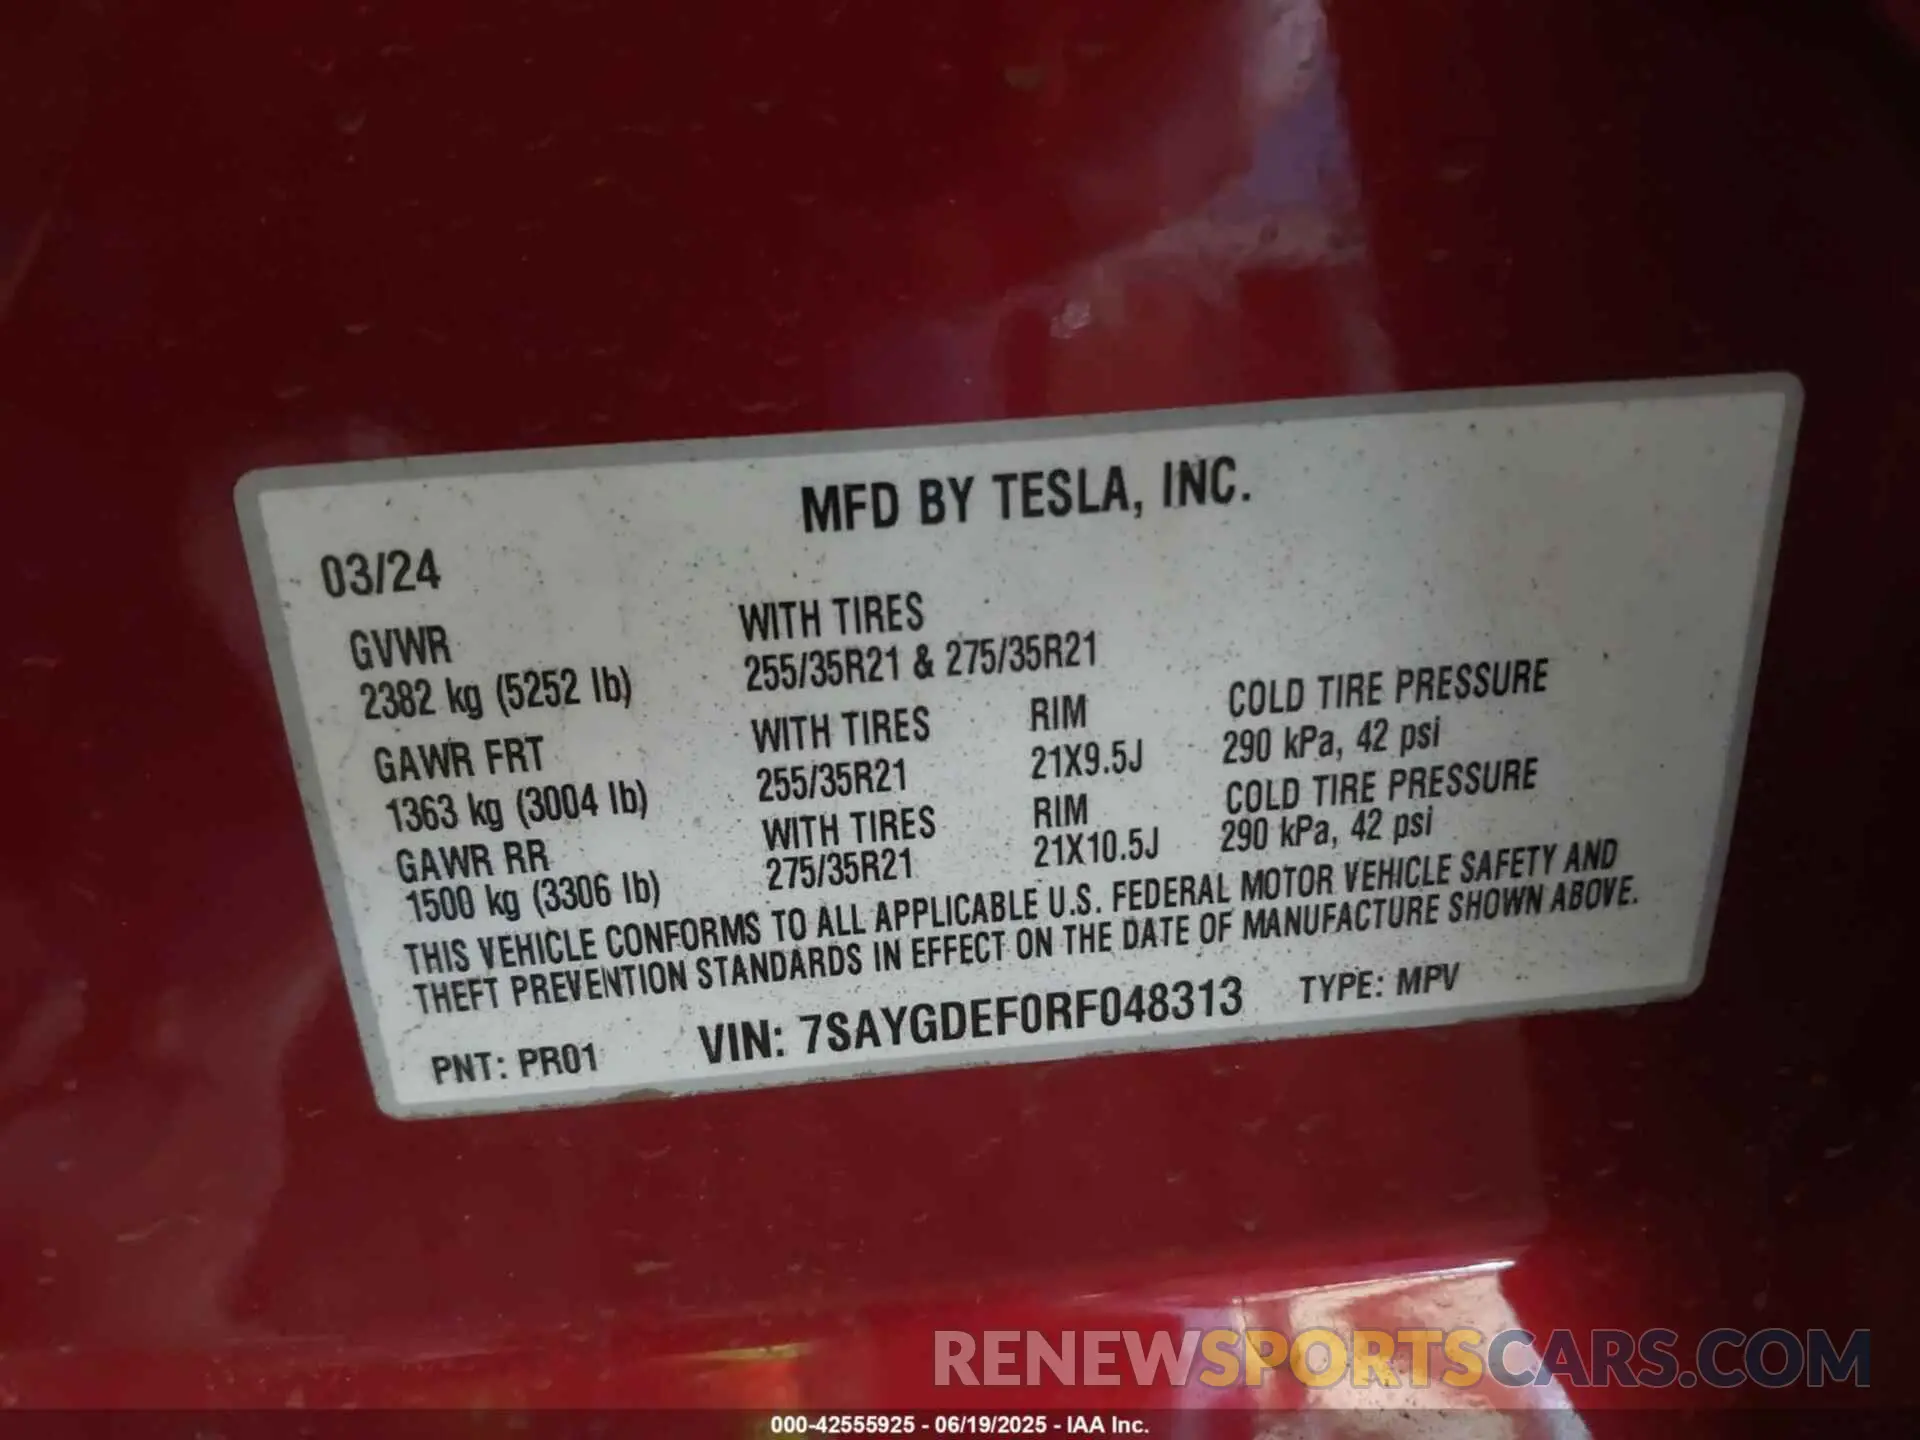 MFD BY TESLA, INC.
03/24
GVWR
2382 kg (5252 lb)
WITH TIRES
255/35R21 & 275/35R21
GAWR FRT
1363 kg (3004 lb)
WITH TIRES
255/35R21
RIM
21X9.5J
COLD TIRE PRESSURE
290 kPa, 42 psi
GAWR RR
1500 kg (3306 lb)
WITH TIRES
275/35R21
RIM
21X10.5J
COLD TIRE PRESSURE
290 kPa, 42 psi
THIS VEHICLE CONFORMS TO ALL APPLICABLE U.S. FEDERAL MOTOR VEHICLE SAFETY AND
THEFT PREVENTION STANDARDS IN EFFECT ON THE DATE OF MANUFACTURE SHOWN ABOVE.
PNT: PR01 VIN: 7SAYGDEF0RF048313 TYPE: MPV
RENEWSPORTSCARS.COM
000-42555925 - 06/19/2025 - IAA Inc.